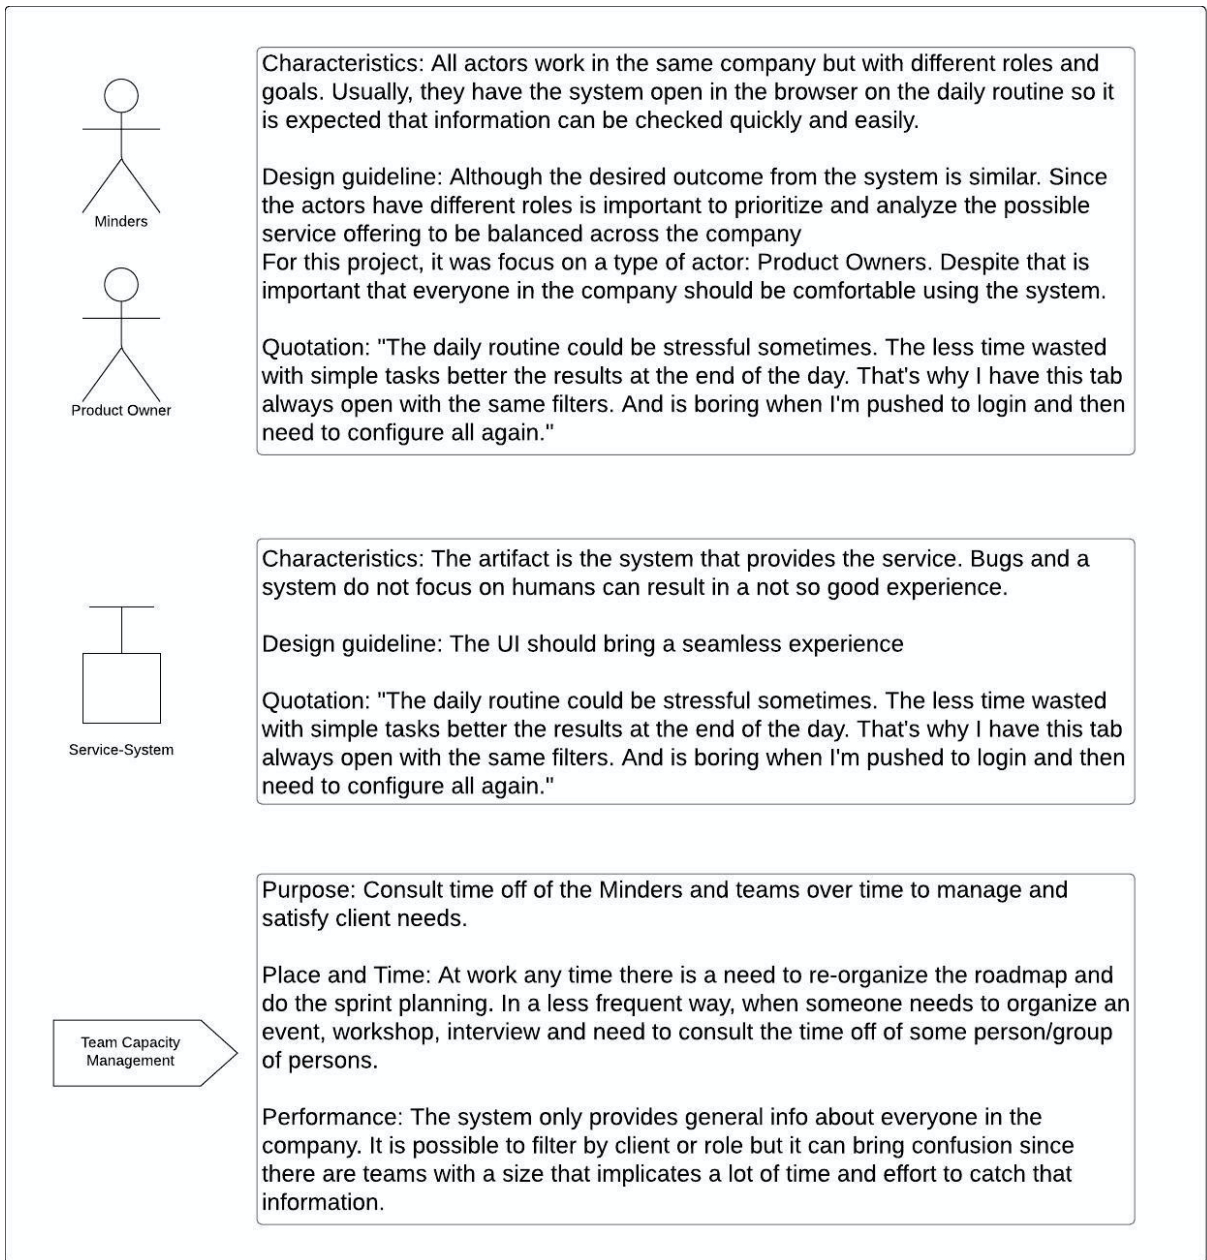 Characteristics: All actors work in the same company but with different roles and
goals. Usually, they have the system open in the browser on the daily routine so it
is expected that information can be checked quickly and easily.
Design guideline: Although the desired outcome from the system is similar. Since
the actors have different roles is important to prioritize and analyze the possible
service offering to be balanced across the company
For this project, it was focus on a type of actor: Product Owners. Despite that is
important that everyone in the company should be comfortable using the system.
Quotation: "The daily routine could be stressful sometimes. The less time wasted
with simple tasks better the results at the end of the day. That's why I have this tab
always open with the same filters. And is boring when I'm pushed to login and then
need to configure all again."
Minders
Product Owner
Characteristics: The artifact is the system that provides the service. Bugs and a
system do not focus on humans can result in a not so good experience.
Design guideline: The UI should bring a seamless experience
Quotation: "The daily routine could be stressful sometimes. The less time wasted
with simple tasks better the results at the end of the day. That's why I have this tab
always open with the same filters. And is boring when I'm pushed to login and then
need to configure all again."
Service-System
Purpose: Consult time off of the Minders and teams over time to manage and
satisfy client needs.
Place and Time: At work any time there is a need to re-organize the roadmap and
do the sprint planning. In a less frequent way, when someone needs to organize an
event, workshop, interview and need to consult the time off of some person/group
of persons.
Performance: The system only provides general info about everyone in the
company. It is possible to filter by client or role but it can bring confusion since
there are teams with a size that implicates a lot of time and effort to catch that
information.
Team Capacity
Management